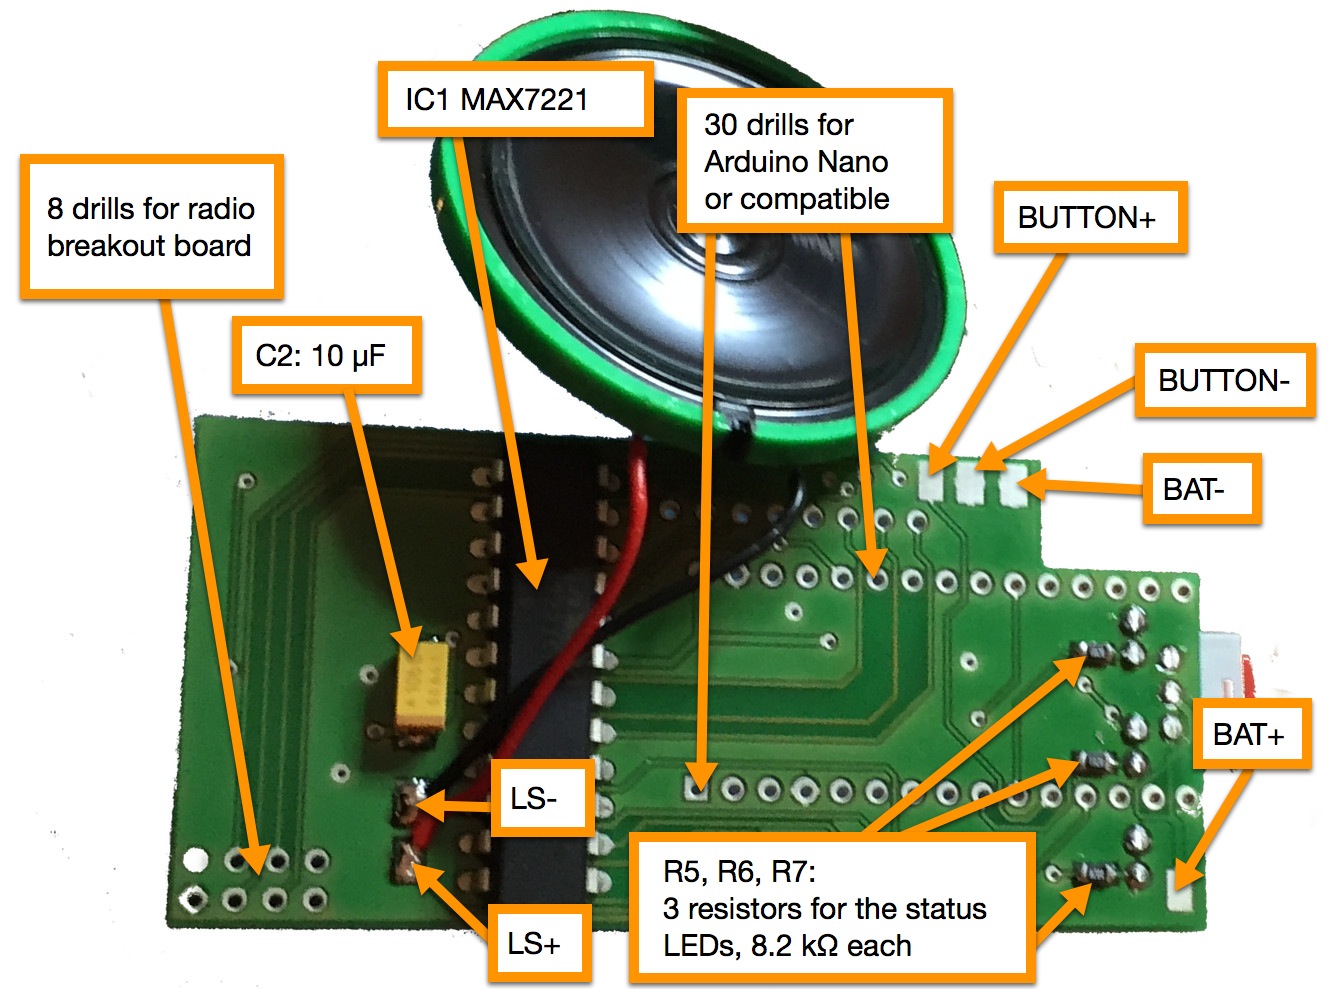 IC1 MAX7221
30 drills for
Arduino Nano
or compatible
8 drills for radio
breakout board
BUTTON+
C2: 10 µF
BUTTON-
BAT-
BAT+
LS-
R5, R6, R7:
3 resistors for the status
LEDs, 8.2 kΩ each
LS+